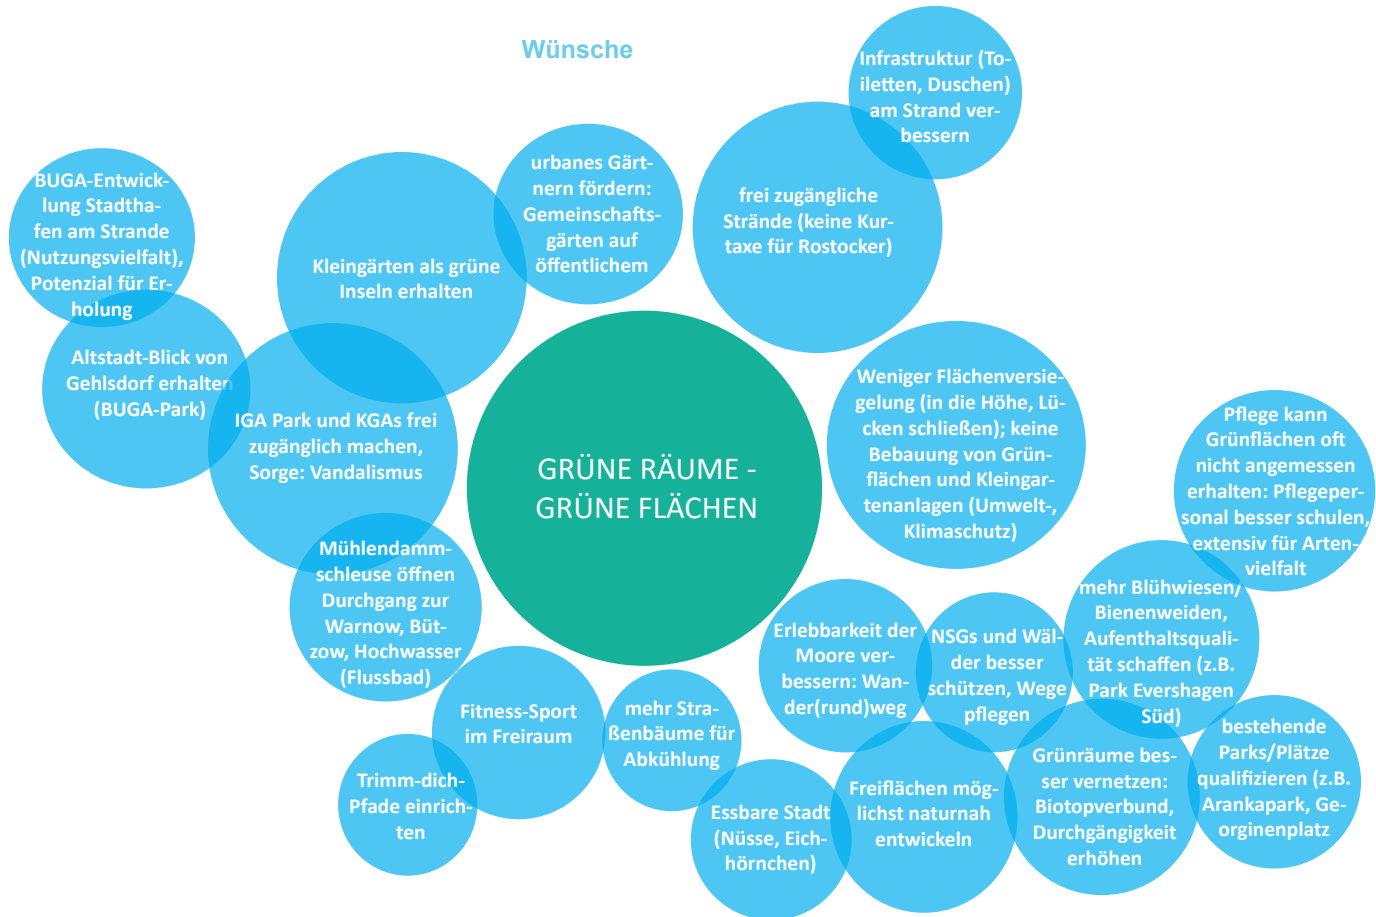 Wünsche
Infrastruktur (To-
iletten, Duschen)
am Strand ver-
bessern
urbanes Gärt-
nern fördern:
Gemeinschafts-
gärten auf
öffentlichem
frei zugängliche
Strände (keine Kur-
taxe für Rostocker)
BUGA-Entwick-
lung Stadtha-
fen am Strande
(Nutzungsvielfalt),
Potenzial für Er-
holung
Kleingärten als grüne
Inseln erhalten
Altstadt-Blick von
Gehlsdorf erhalten
(BUGA-Park)
IGA Park und KGAs frei
zugänglich machen,
Sorge: Vandalismus
GRÜNE RÄUME -
GRÜNE FLÄCHEN
Weniger Flächenversie-
gelung (in die Höhe, Lü-
cken schließen); keine
Bebauung von Grün-
flächen und Kleingar-
tenanlagen (Umwelt-,
Klimaschutz)
Pflege kann
Grünflächen oft
nicht angemessen
erhalten: Pflegeper-
sonal besser schulen,
extensiv für Arten-
vielfalt
Mühlendamm-
schleuse öffnen
Durchgang zur
Warnow, Büt-
zow, Hochwasser
(Flussbad)
Erlebbarkeit der
Moore ver-
bessern: Wan-
der(rund)weg
NSGs und Wäl-
der besser
schützen, Wege
pflegen
mehr Blühwiesen/
Bienenweiden,
Aufenthaltsquali-
tät schaffen (z.B.
Park Evershagen
Süd)
Fitness-Sport
im Freiraum
mehr Stra-
ßenbäume für
Abkühlung
Trimm-dich-
Pfade einrich-
ten
Essbare Stadt
(Nüsse, Eich-
hörnchen)
Freiflächen mög-
lichst naturnah
entwickeln
Grünräume bes-
ser vernetzen:
Biotopverbund,
Durchgängigkeit
erhöhen
bestehende
Parks/Plätze
qualifizieren (z.B.
Arankapark, Ge-
orginenplatz